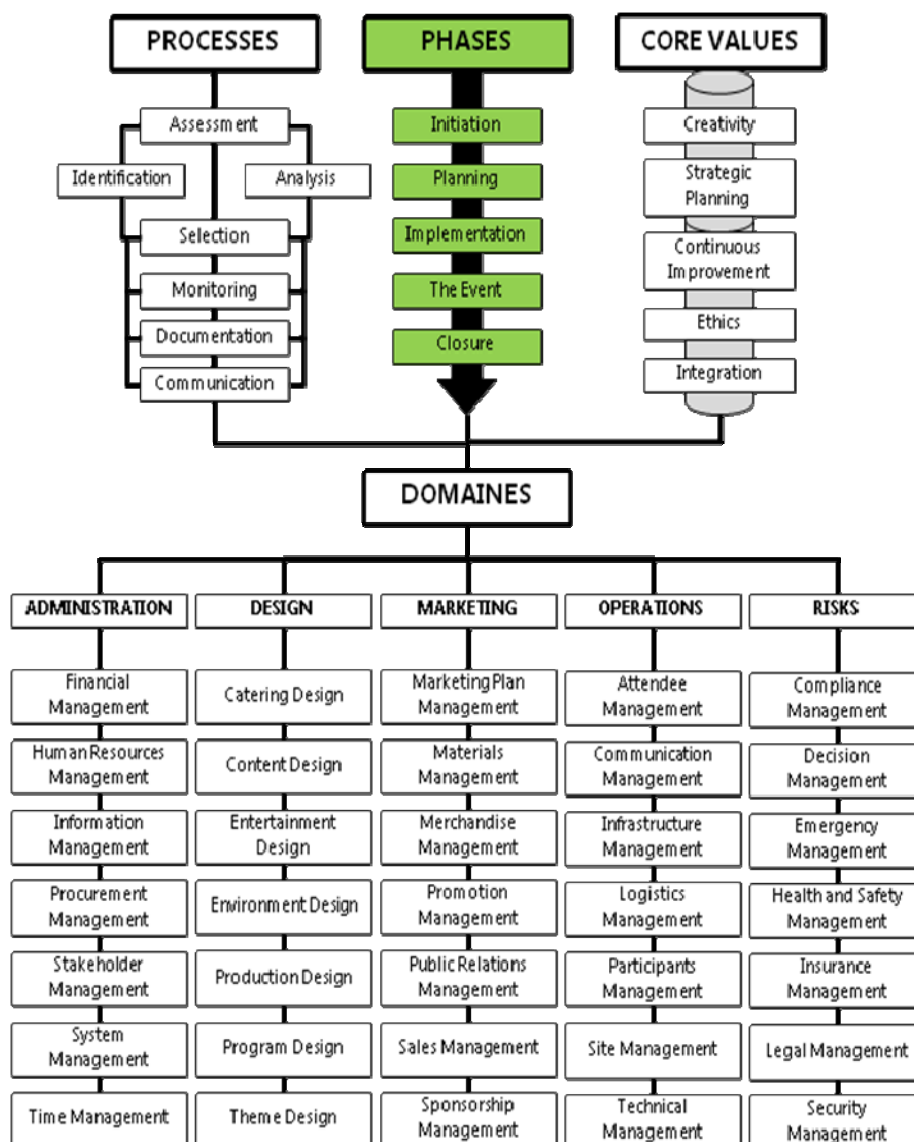 PROCESSES
Assessment
Identification
Analysis
Selection
Monitoring
Documentation
Communication
PHASES
Initiation
Planning
Implementation
The Event
Closure
CORE VALUES
Creativity
Strategic
Planning
Continuous
Improvement
Ethics
Integration
DOMAINES
ADMINISTRATION
Financial
Management
Human Resources
Management
Information
Management
Procurement
Management
Stakeholder
Management
System
Management
Time Management
DESIGN
Catering Design
Content Design
Entertainment
Design
Environment Design
Production Design
Program Design
Theme Design
MARKETING
Marketing Plan
Management
Materials
Management
Merchandise
Management
Promotion
Management
Public Relations
Management
Sales Management
Sponsorship
Management
OPERATIONS
Attendee
Management
Communication
Management
Infrastructure
Management
Logistics
Management
Participants
Management
Site Management
Technical
Management
RISKS
Compliance
Management
Decision
Management
Emergency
Management
Health and Safety
Management
Insurance
Management
Legal Management
Security
Management